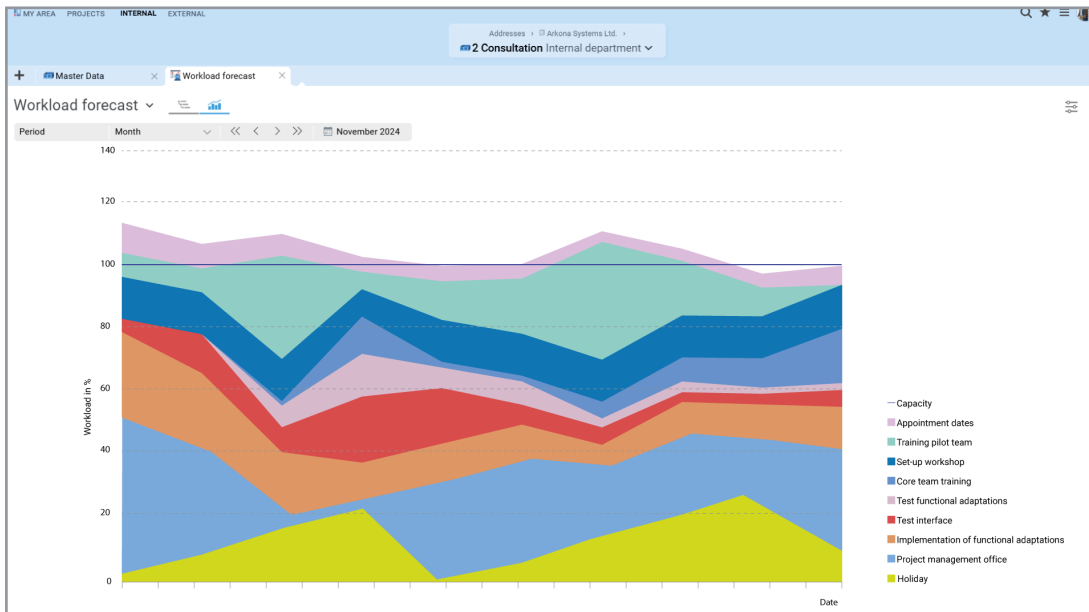 MY AREA PROJECTS INTERNAL EXTERNAL
Addresses › Arkona Systems Ltd. ›
2 Consultation Internal department
Master Data × Workload forecast ×
Workload forecast
Period Month November 2024
140
120
100
80
60
40
20
0
Workload in %
Date
Capacity
Appointment dates
Training pilot team
Set-up workshop
Core team training
Test functional adaptations
Test interface
Implementation of functional adaptations
Project management office
Holiday